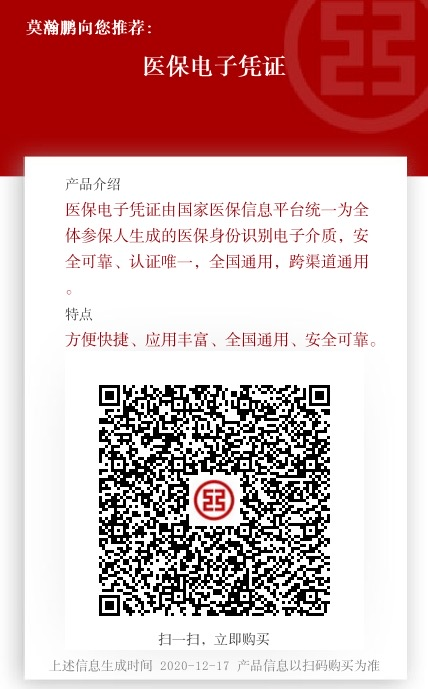 莫瀚鹏向您推荐：
医保电子凭证
产品介绍
医保电子凭证由国家医保信息平台统一为全
体参保人生成的医保身份识别电子介质，安
全可靠、认证唯一，全国通用，跨渠道通用
。
特点
方便快捷、应用丰富、全国通用、安全可靠。
扫一扫，立即购买
上述信息生成时间 2020-12-17 产品信息以扫码购买为准